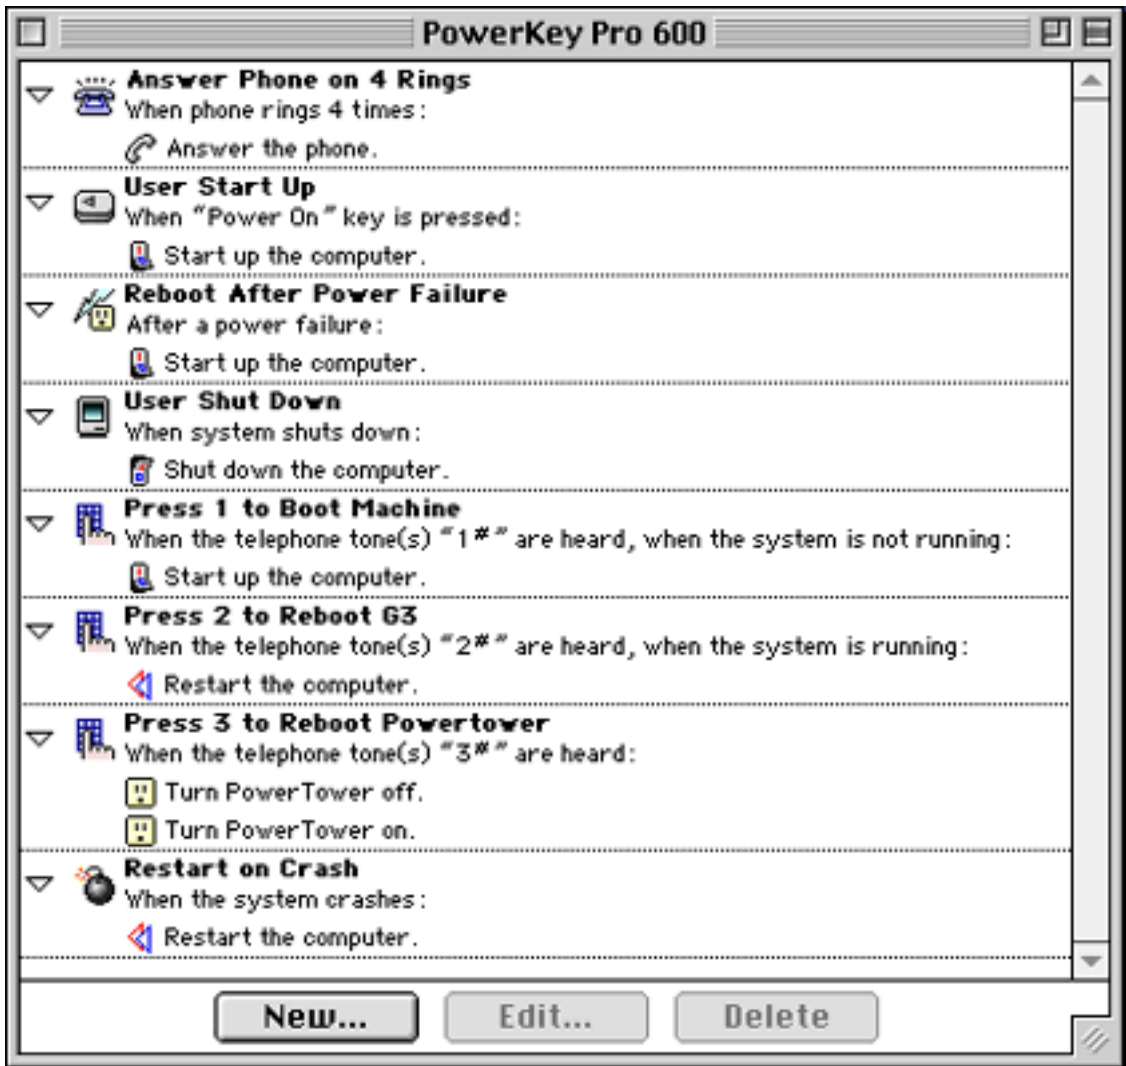 PowerKey Pro 600
Answer Phone on 4 Rings
When phone rings 4 times:
Answer the phone.
User Start Up
When "Power On" key is pressed:
Start up the computer.
Reboot After Power Failure
After a power failure:
Start up the computer.
User Shut Down
When system shuts down:
Shut down the computer.
Press 1 to Boot Machine
When the telephone tone(s) "1#" are heard, when the system is not running:
Start up the computer.
Press 2 to Reboot G3
When the telephone tone(s) "2#" are heard, when the system is running:
Restart the computer.
Press 3 to Reboot Powertower
When the telephone tone(s) "3#" are heard:
Turn PowerTower off.
Turn PowerTower on.
Restart on Crash
When the system crashes:
Restart the computer.
New... Edit... Delete